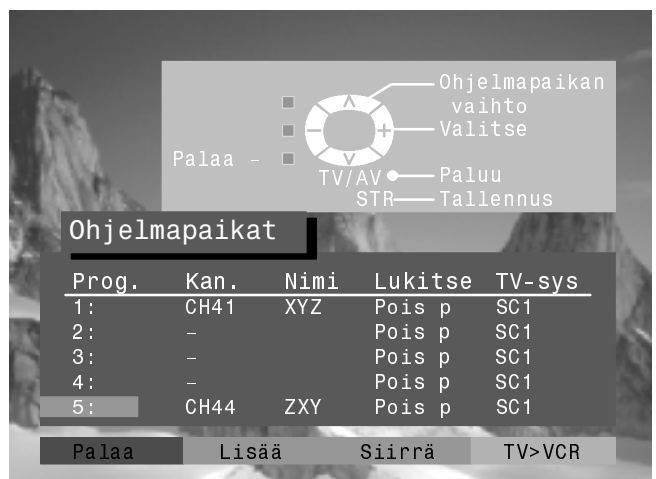 Ohjelmapaikan
vaihto
Valitse
Palaa -
TV/AV Paluu
STR Tallennus
Ohjelmapaikat
Prog. Kan. Nimi Lukitse TV-sys
1: CH41 XYZ Pois p SC1
2: - Pois p SC1
3: - Pois p SC1
4: - Pois p SC1
5: CH44 ZXY Pois p SC1
Palaa Lisää Siirrä TV>VCR